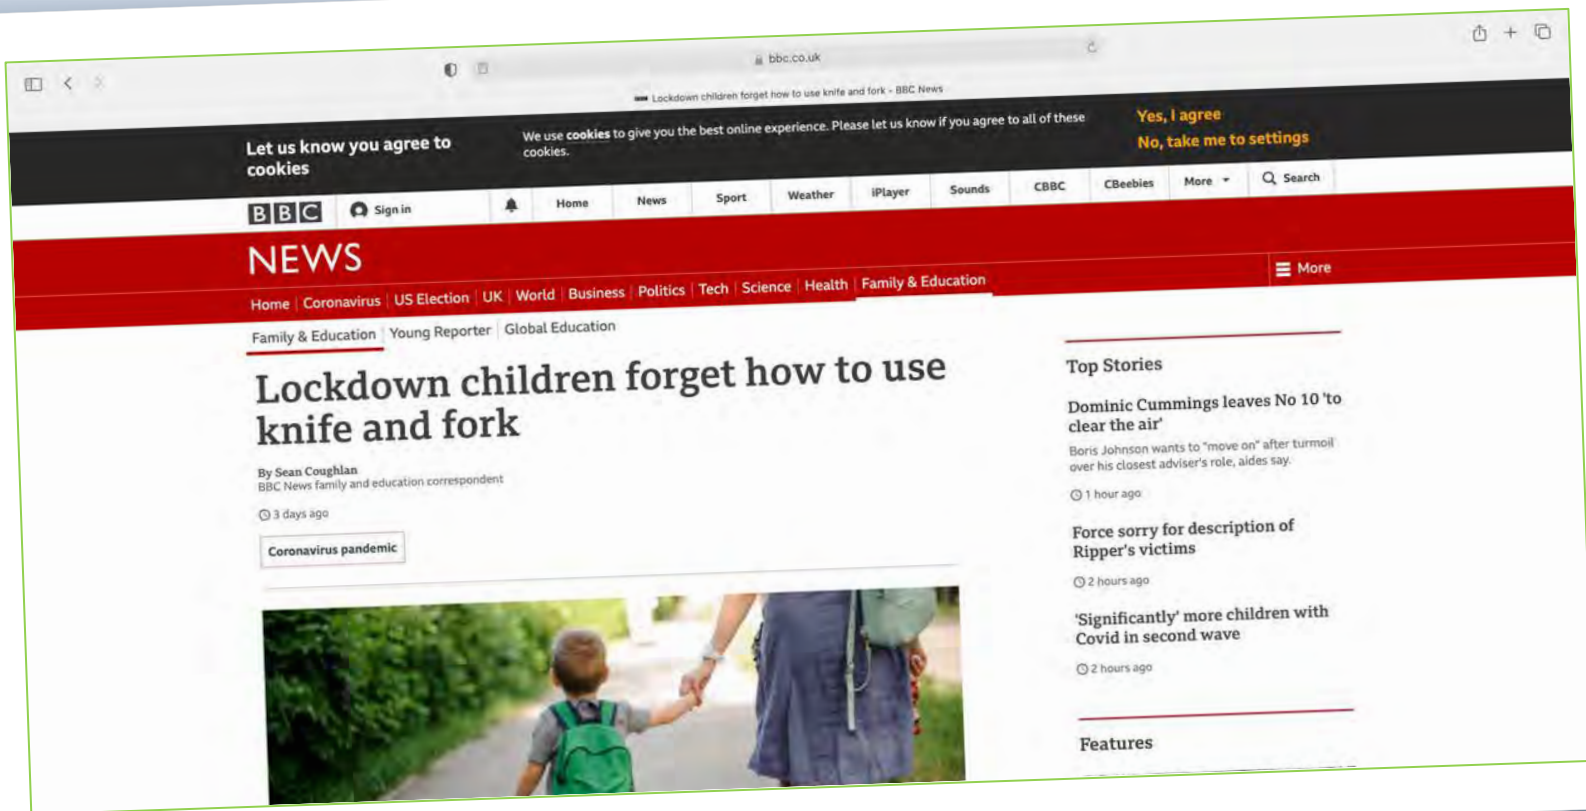 bbc.co.uk
Lockdown children forget how to use knife and fork - BBC News
Let us know you agree to
cookies
We use cookies to give you the best online experience. Please let us know if you agree to all of these
cookies.
Yes, I agree
No, take me to settings
BBC Sign in Home News Sport Weather iPlayer Sounds CBBC CBeebies More Search
NEWS
Home Coronavirus US Election UK World Business Politics Tech Science Health Family & Education More
Family & Education Young Reporter Global Education
Lockdown children forget how to use
knife and fork
By Sean Coughlan
BBC News family and education correspondent
3 days ago
Coronavirus pandemic
Top Stories
Dominic Cummings leaves No 10 'to
clear the air'
Boris Johnson wants to "move on" after turmoil
over his closest adviser's role, aides say.
1 hour ago
Force sorry for description of
Ripper's victims
2 hours ago
'Significantly' more children with
Covid in second wave
2 hours ago
Features